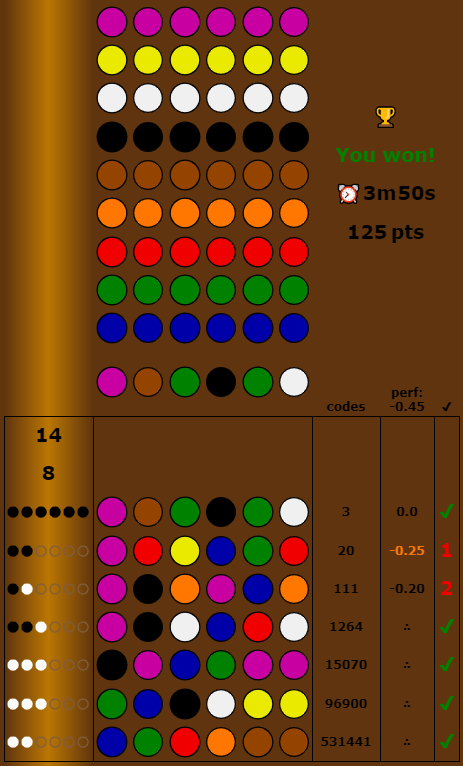 You won!
3m50s
125 pts
perf:
codes -0.45 ✓
14
8
3 0.0 ✓
20 -0.25 1
111 -0.20 2
1264 ∴ ✓
15070 ∴ ✓
96900 ∴ ✓
531441 ∴ ✓